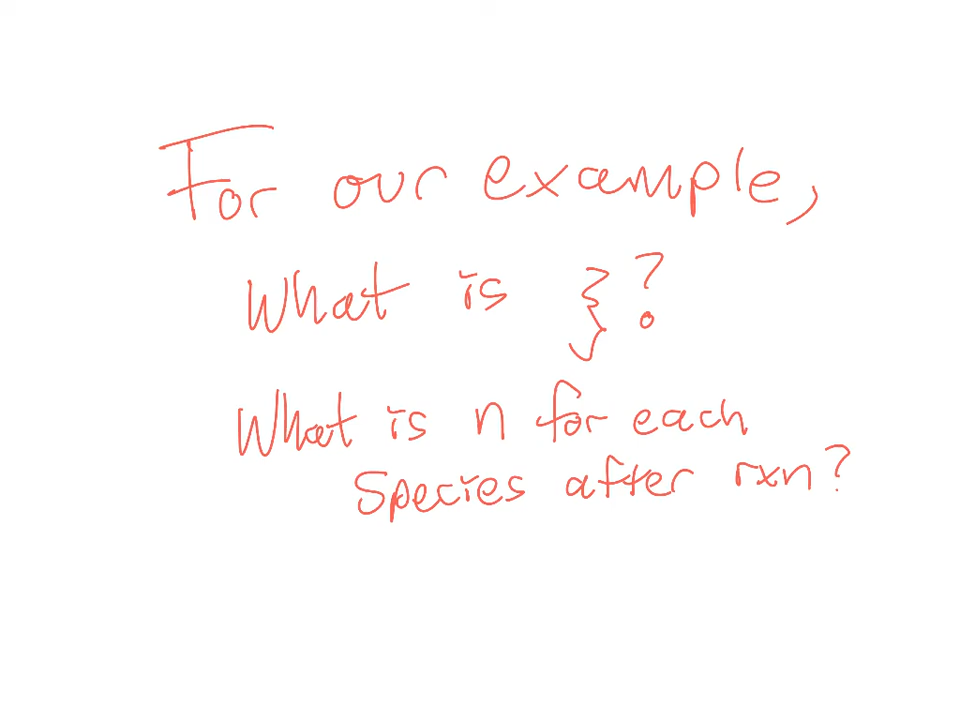 For our example,
What is ξ?
What is n for each
Species after rxn?